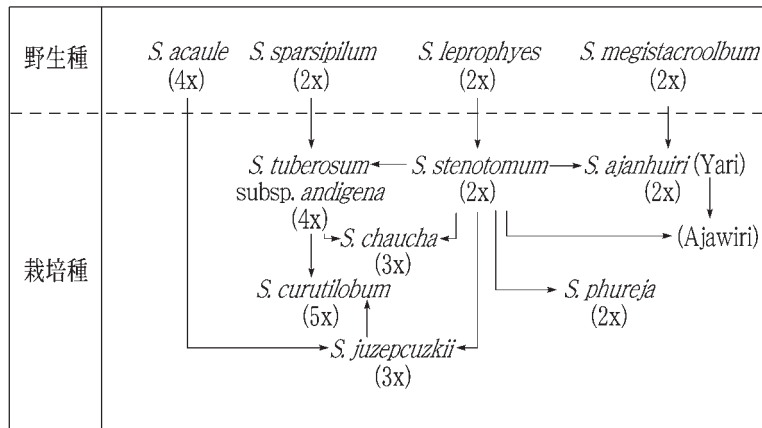 野生種
S. acaule S. sparsipilum S. leprophyes S. megistacroolbum
(4x) (2x) (2x) (2x)
栽培種
S. tuberosum S. stenotomum S. ajanhuiri (Yari)
subsp. andigena (2x) (2x)
(4x)
S. chaucha (Ajawiri)
(3x)
S. curutilobum S. phureja
(5x) (2x)
S. juzepcuzkii
(3x)